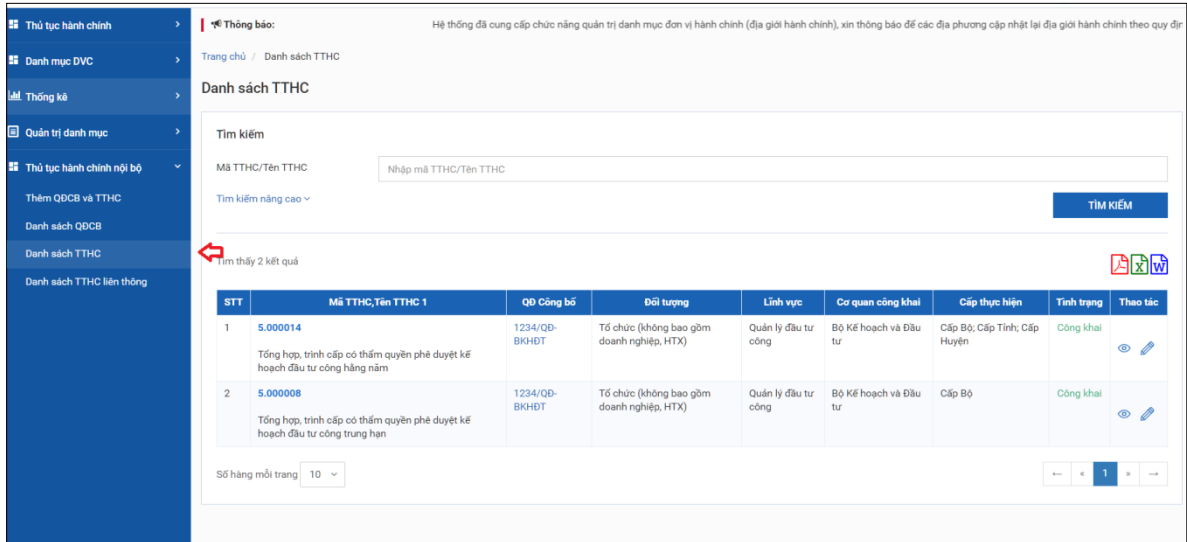 Thủ tục hành chính
Danh mục DVC
Thống kê
Quản trị danh mục
Thủ tục hành chính nội bộ
Thêm QĐCB và TTHC
Danh sách QĐCB
Danh sách TTHC
Danh sách TTHC liên thông
Thông báo:
Hệ thống đã cung cấp chức năng quản trị danh mục đơn vị hành chính (địa giới hành chính), xin thông báo để các địa phương cập nhật lại địa giới hành chính theo quy địn
Trang chủ / Danh sách TTHC
Danh sách TTHC
Tìm kiếm
Mã TTHC/Tên TTHC
Nhập mã TTHC/Tên TTHC
Tìm kiếm nâng cao
TÌM KIẾM
Tìm thấy 2 kết quả
STT Mã TTHC,Tên TTHC 1 QĐ Công bố Đối tượng Lĩnh vực Cơ quan công khai Cấp thực hiện Tình trạng Thao tác
1 5.000014 1234/QĐ- Tổ chức (không bao gồm Quản lý đầu tư Bộ Kế hoạch và Đầu Cấp Bộ; Cấp Tỉnh; Cấp Công khai
BKHĐT doanh nghiệp, HTX) công tư Huyện
Tổng hợp, trình cấp có thẩm quyền phê duyệt kế
hoạch đầu tư công hằng năm
2 5.000008 1234/QĐ- Tổ chức (không bao gồm Quản lý đầu tư Bộ Kế hoạch và Đầu Cấp Bộ Công khai
BKHĐT doanh nghiệp, HTX) công tư
Tổng hợp, trình cấp có thẩm quyền phê duyệt kế
hoạch đầu tư công trung hạn
Số hàng mỗi trang 10
← « 1 » →